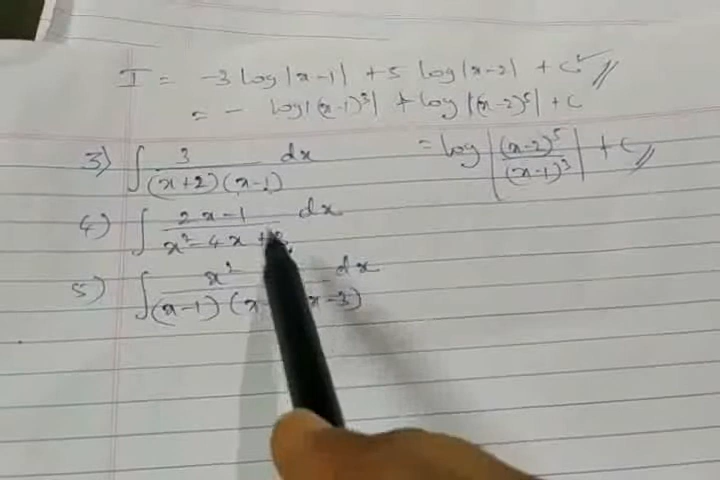 I = -3 log|x-1| + 5 log|x-2| + C
= - log|(x-1)³| + log|(x-2)⁵| + C
= log|(x-2)⁵/(x-1)³| + C
3) ∫ 3/((x+2)(x-1)) dx
4) ∫ (2x-1)/(x²-4x+ dx
5) ∫ x²/((x-1)(x- x-3) dx